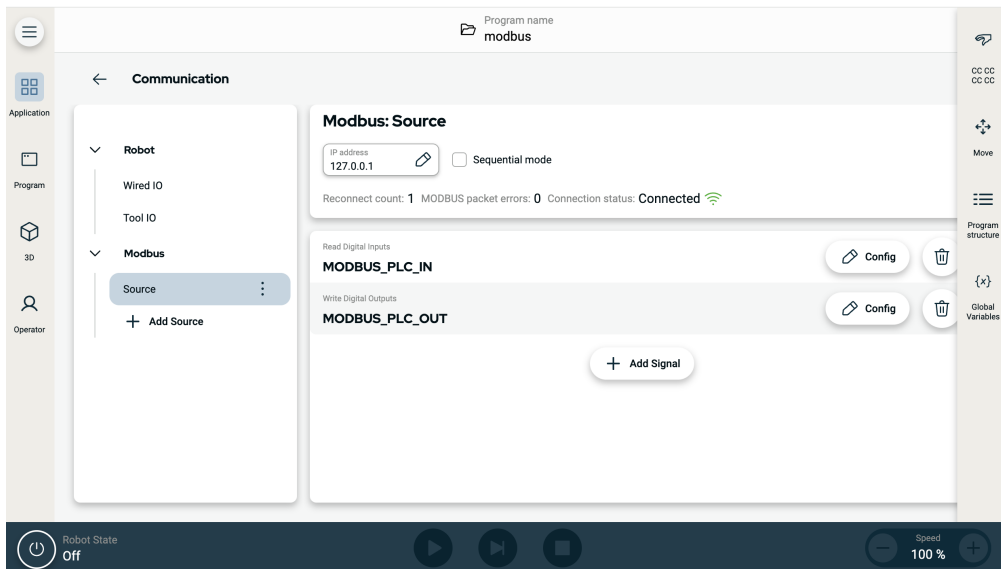 Program name
modbus
Application
Program
3D
Operator
Communication
Robot
Wired IO
Tool IO
Modbus
Source
Add Source
Modbus: Source
IP address
127.0.0.1
Sequential mode
Reconnect count: 1 MODBUS packet errors: 0 Connection status: Connected
Read Digital Inputs
MODBUS_PLC_IN
Config
Write Digital Outputs
MODBUS_PLC_OUT
Config
Add Signal
CC CC
CC CC
Move
Program
structure
{x}
Global
Variables
Robot State
Off
Speed
100 %